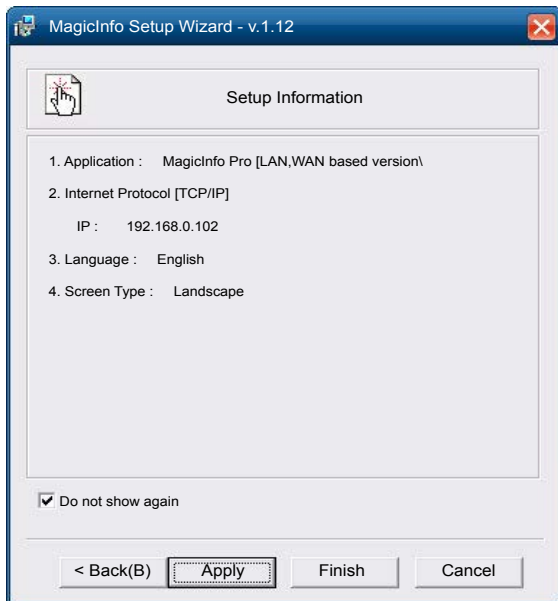 MagicInfo Setup Wizard - v.1.12
Setup Information
1. Application : MagicInfo Pro [LAN,WAN based version\
2. Internet Protocol [TCP/IP]
IP : 192.168.0.102
3. Language : English
4. Screen Type : Landscape
Do not show again
< Back(B) Apply Finish Cancel